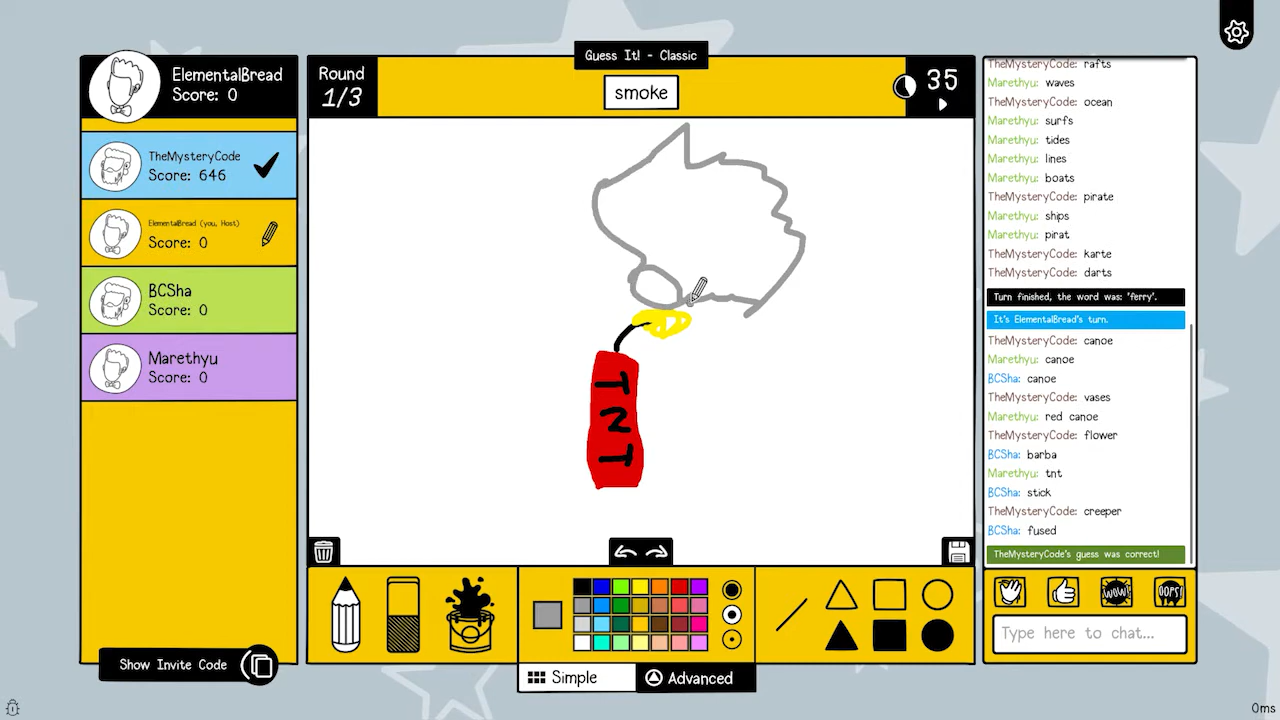 Guess It! - Classic
ElementalBread
Score: 0
Round
1/3
smoke
35
TheMysteryCode
Score: 646
ElementalBread (you, Host)
Score: 0
BCSha
Score: 0
Marethyu
Score: 0
TNT
TheMysteryCode: rafts
Marethyu: waves
TheMysteryCode: ocean
Marethyu: surfs
Marethyu: tides
Marethyu: lines
Marethyu: boats
TheMysteryCode: pirate
Marethyu: ships
Marethyu: pirat
TheMysteryCode: karte
TheMysteryCode: darts
Turn finished, the word was: 'ferry'.
It's ElementalBread's turn.
TheMysteryCode: canoe
Marethyu: canoe
BCSha: canoe
TheMysteryCode: vases
Marethyu: red canoe
TheMysteryCode: flower
BCSha: barba
Marethyu: tnt
BCSha: stick
TheMysteryCode: creeper
BCSha: fused
TheMysteryCode's guess was correct!
WOW!
OOPS!
Type here to chat...
Show Invite Code
Simple
Advanced
0ms